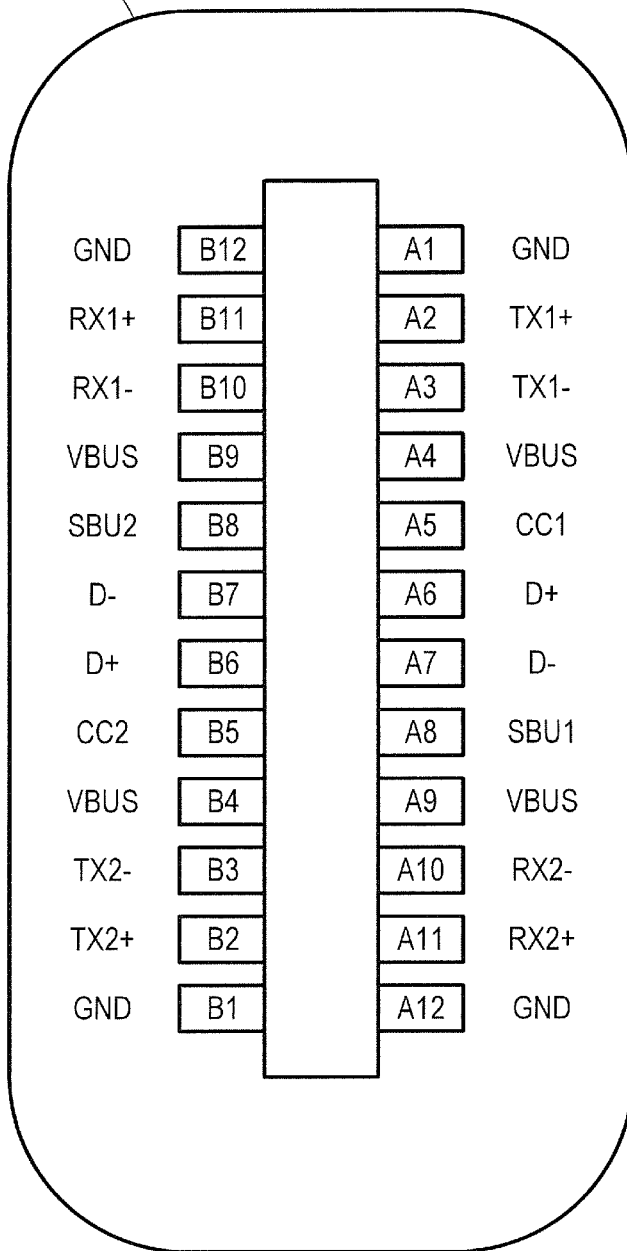 GND B12 A1 GND
RX1+ B11 A2 TX1+
RX1- B10 A3 TX1-
VBUS B9 A4 VBUS
SBU2 B8 A5 CC1
D- B7 A6 D+
D+ B6 A7 D-
CC2 B5 A8 SBU1
VBUS B4 A9 VBUS
TX2- B3 A10 RX2-
TX2+ B2 A11 RX2+
GND B1 A12 GND